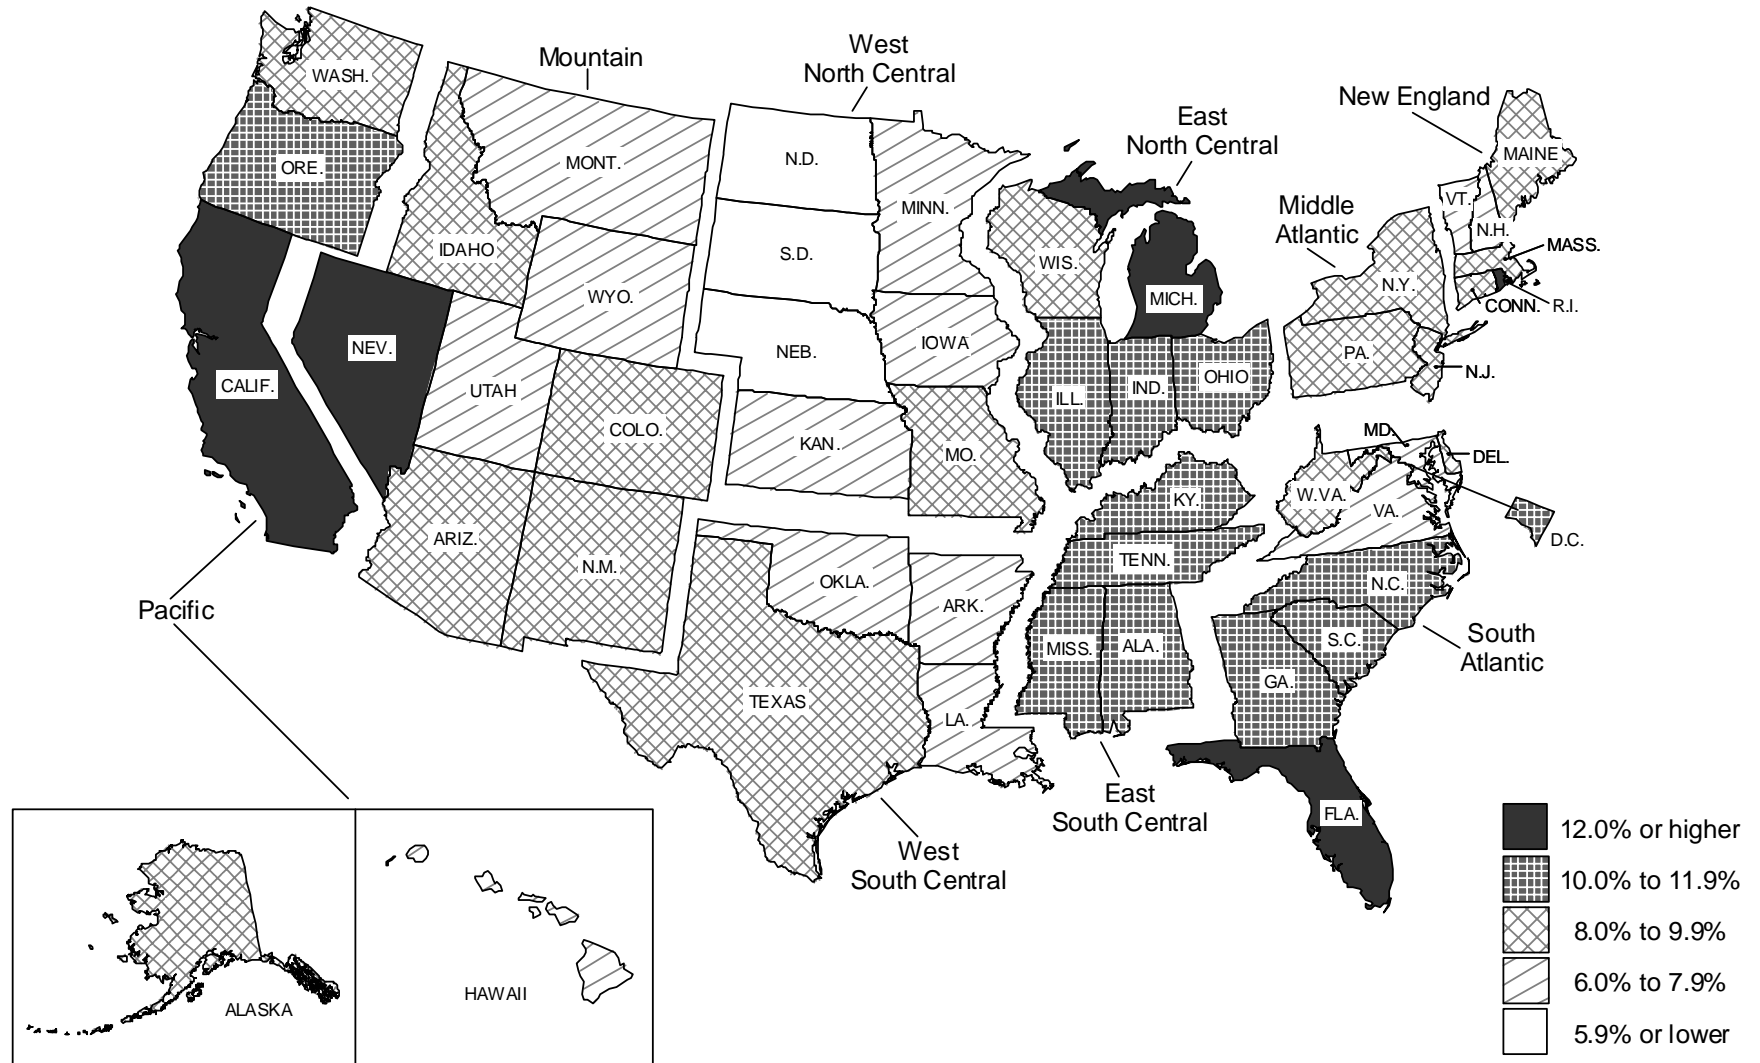 West
North Central
Mountain
WASH.
New England
East
North Central
MAINE
N.D.
ORE.
MONT.
VT.
MINN.
Middle
Atlantic
N.H.
MASS.
IDAHO
S.D.
WIS.
WYO.
N.Y.
MICH.
CONN.
R.I.
NEV.
NEB.
IOWA
PA.
CALIF.
UTAH
ILL.
IND.
OHIO
N.J.
COLO.
KAN.
MO.
MD.
DEL.
W.VA.
KY.
VA.
ARIZ.
D.C.
N.M.
TENN.
OKLA.
N.C.
ARK.
Pacific
MISS.
ALA.
S.C.
South
Atlantic
GA.
TEXAS
LA.
East
South Central
FLA.
West
South Central
ALASKA
HAWAII
12.0% or higher
10.0% to 11.9%
8.0% to 9.9%
6.0% to 7.9%
5.9% or lower